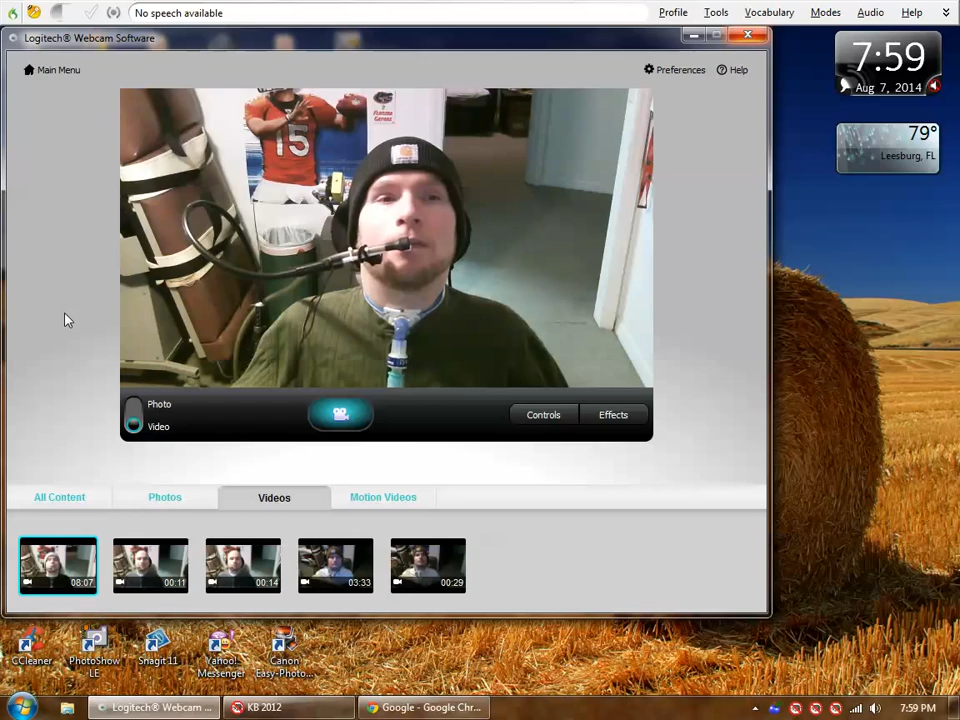 No speech available
Profile Tools Vocabulary Modes Audio Help
Logitech® Webcam Software
Main Menu
Preferences
Help
15
Photo
Video
Controls
Effects
All Content
Photos
Videos
Motion Videos
08:07
00:11
00:14
03:33
00:29
7:59
Aug 7, 2014
79°
Leesburg, FL
CCleaner
PhotoShow LE
Snagit 11
Yahoo! Messenger
Canon Easy-Photo...
Logitech® Webcam ...
KB 2012
Google - Google Chr...
7:59 PM